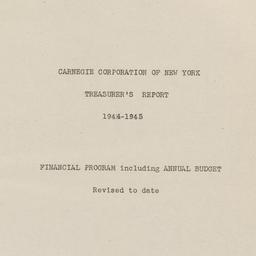 CARNEGIE CORPORATION OF NEW YORK
TREASURER'S REPORT
1944-1945
FINANCIAL PROGRAM including ANNUAL BUDGET
Revised to date